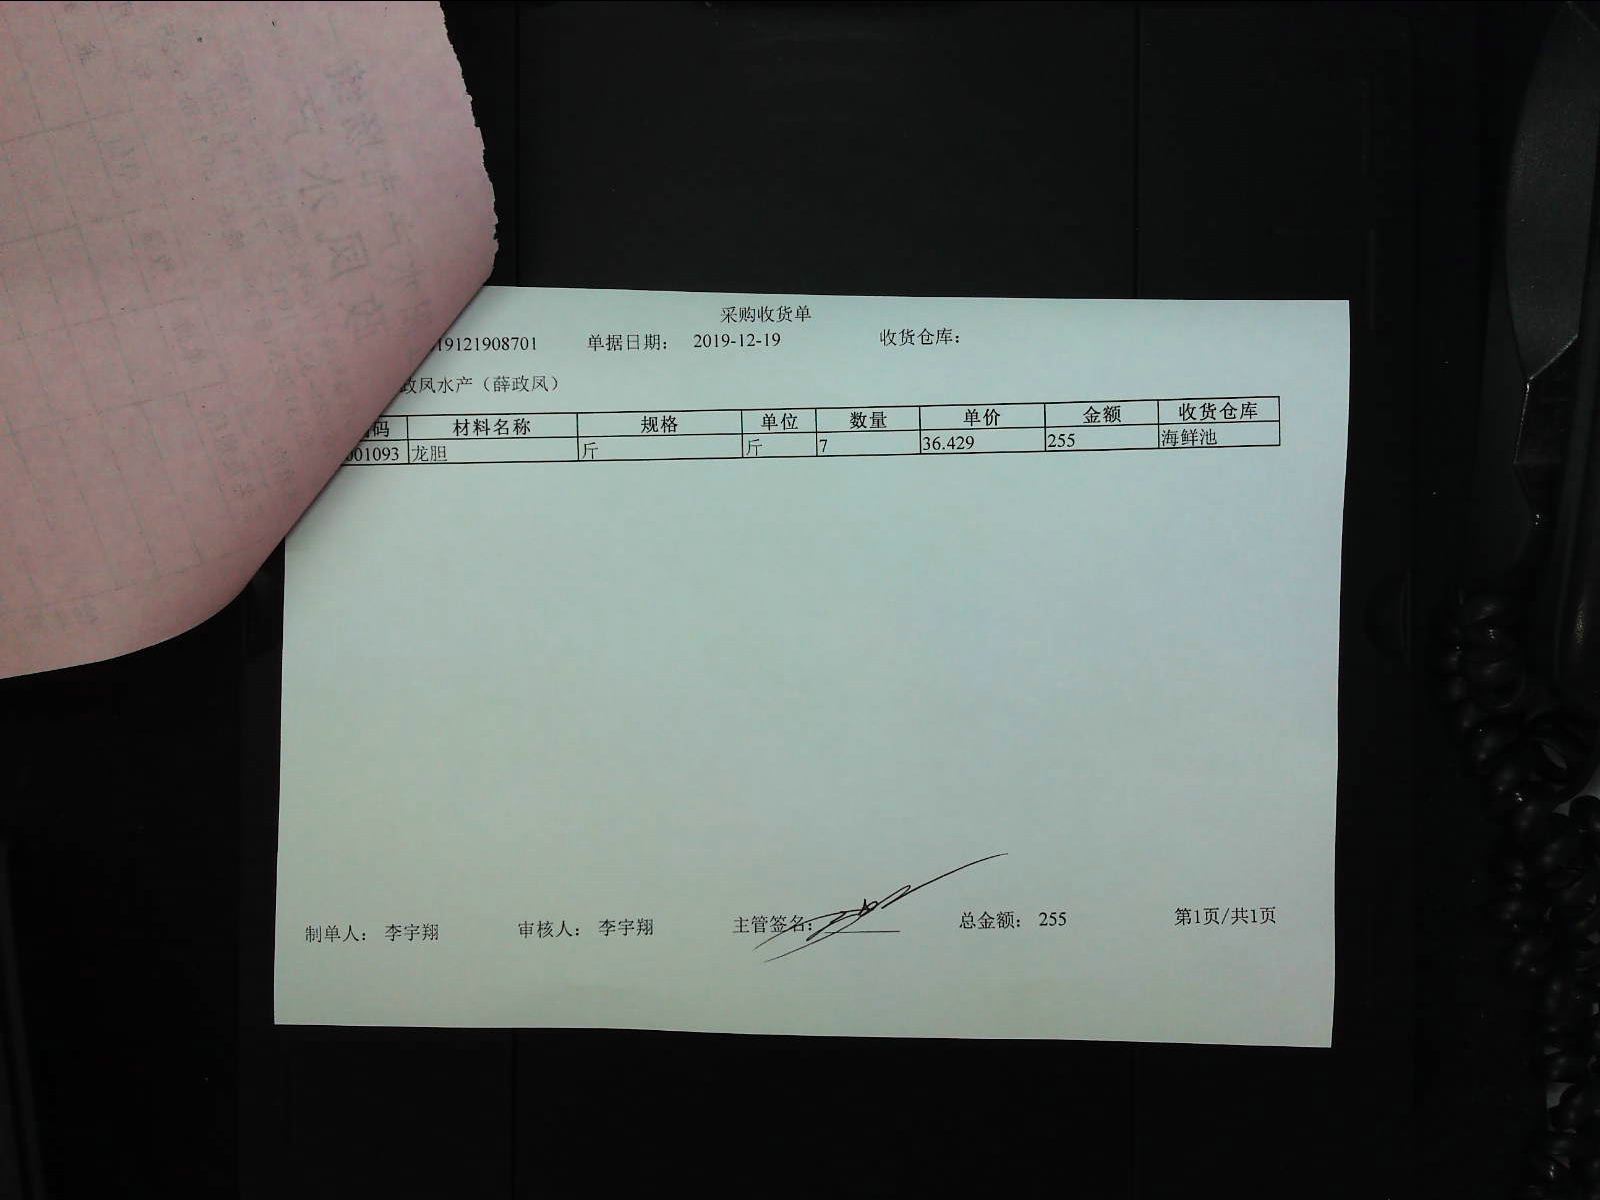 采购收货单
19121908701 单据日期： 2019-12-19 收货仓库：
政凤水产（薛政凤）
码 材料名称 规格 单位 数量 单价 金额 收货仓库
001093 龙胆 斤 斤 7 36.429 255 海鲜池
制单人： 李宇翔 审核人： 李宇翔 主管签名： 总金额： 255 第1页/共1页